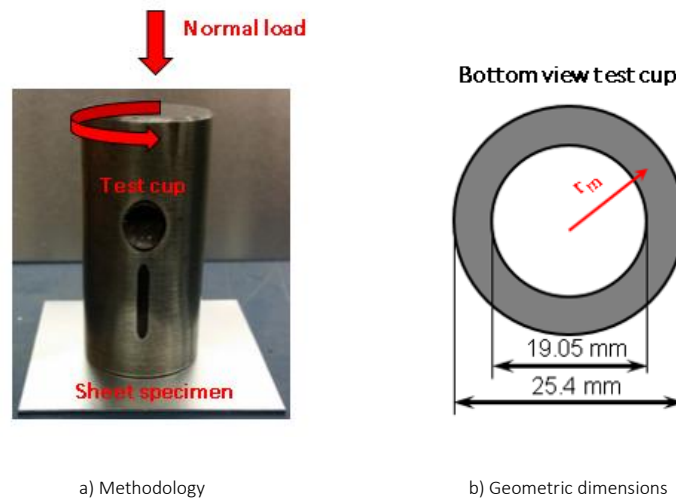 Normal load
Test cup
Sheet specimen
Bottom view test cup
rm
19.05 mm
25.4 mm
a) Methodology
b) Geometric dimensions